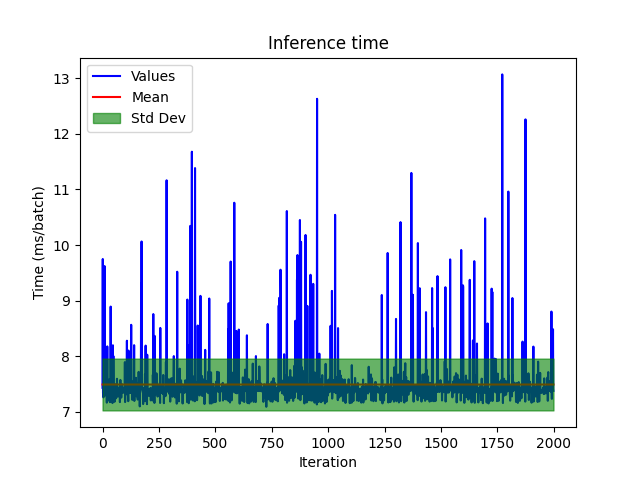 Inference time
Values
Mean
Std Dev
Time (ms/batch)
13
12
11
10
9
8
7
0 250 500 750 1000 1250 1500 1750 2000
Iteration